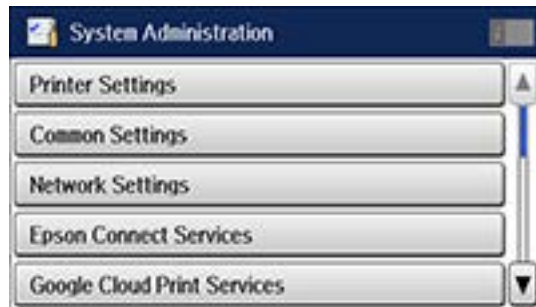 System Administration
Printer Settings
Common Settings
Network Settings
Epson Connect Services
Google Cloud Print Services